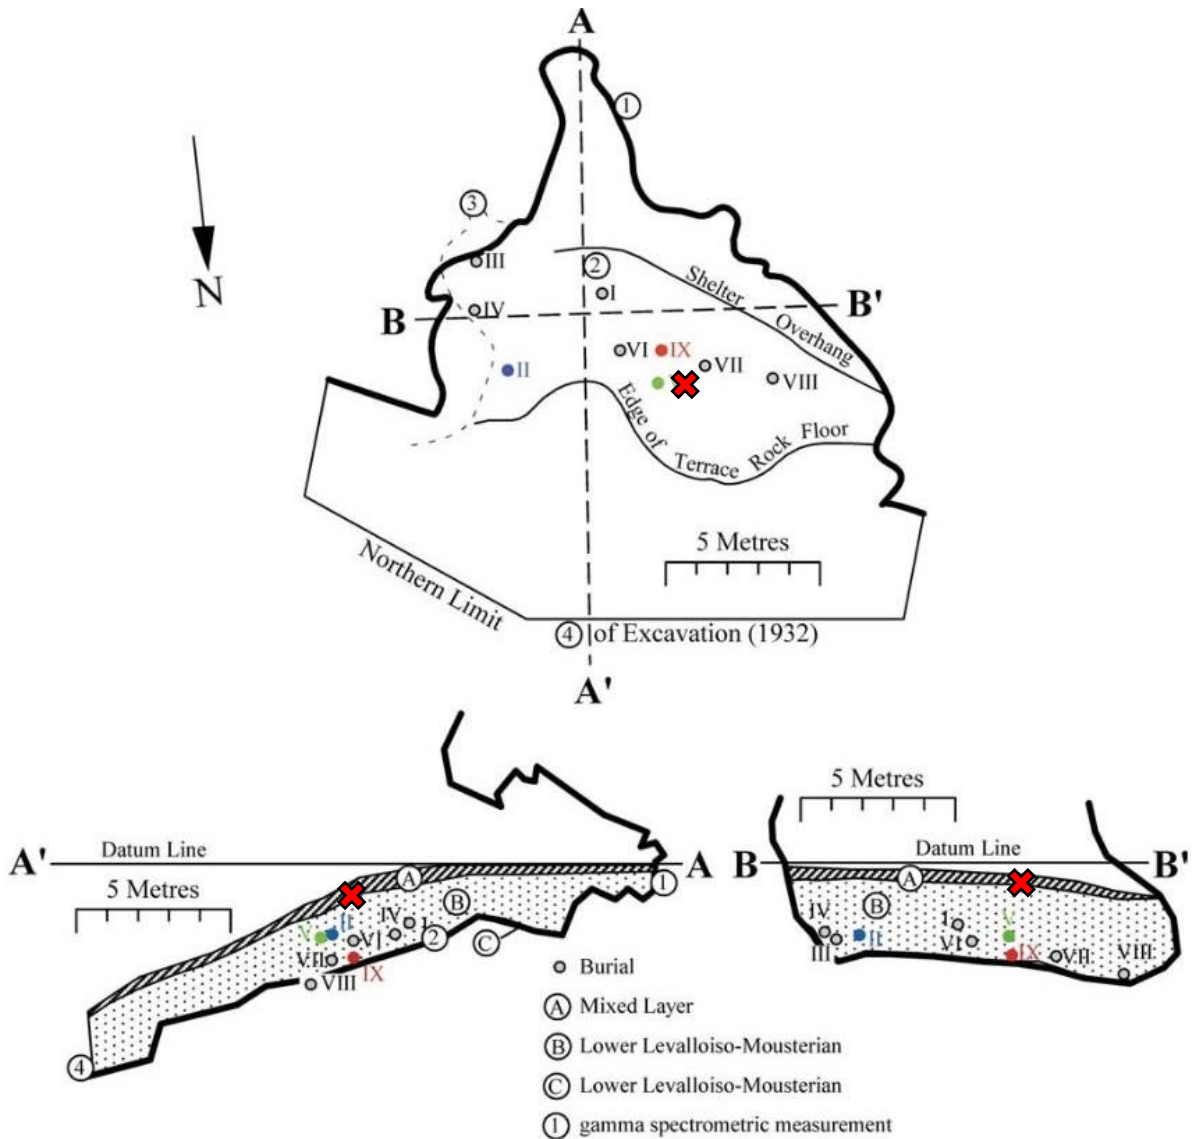 A
1
3
III
2
Shelter
I
N
IV
B
B'
Overhang
VI
IX
II
VII
VIII
Edge of
Terrace Rock Floor
5 Metres
Northern Limit
4 of Excavation (1932)
A'
5 Metres
A'
Datum Line
A
B
Datum Line
B'
5 Metres
A
1
A
B
B
IV
1
IV
1
V
II
V
VI
2
II
VI
VII
C
III
IX
VII
VIII
IX
VIII
4
Burial
A Mixed Layer
B Lower Levalloiso-Mousterian
C Lower Levalloiso-Mousterian
1 gamma spectrometric measurement